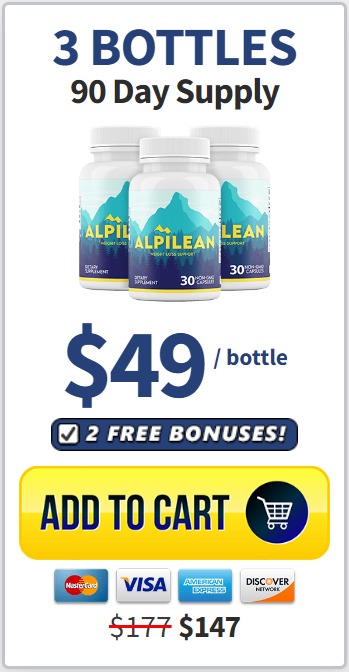 3 BOTTLES
90 Day Supply
ALPILEAN
WEIGHT LOSS SUPPORT
DIETARY
SUPPLEMENT
30 NON-GMO
CAPSULES
$49 / bottle
2 FREE BONUSES!
ADD TO CART
MasterCard VISA AMERICAN EXPRESS DISCOVER NETWORK
$177 $147